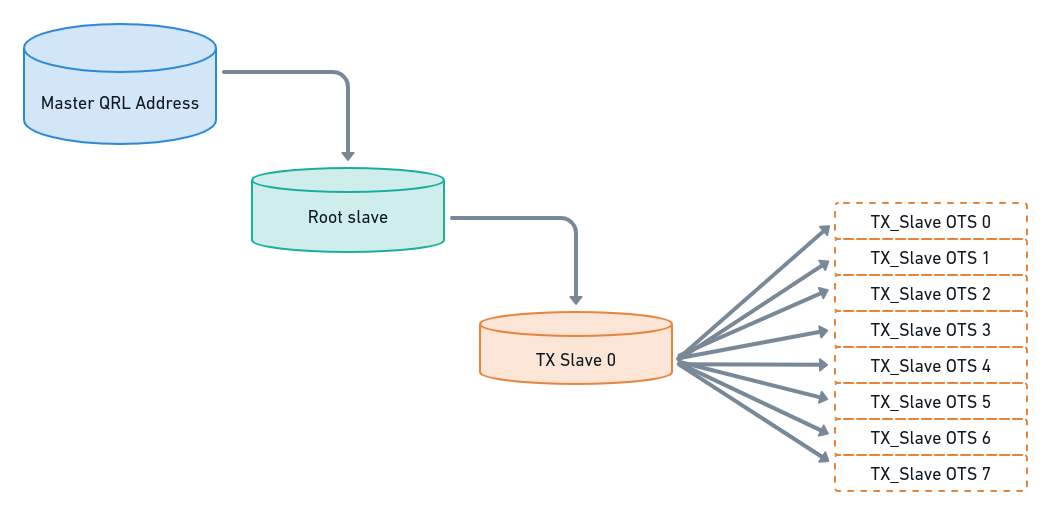 Master QRL Address
Root slave
TX Slave 0
TX_Slave OTS 0
TX_Slave OTS 1
TX_Slave OTS 2
TX_Slave OTS 3
TX_Slave OTS 4
TX_Slave OTS 5
TX_Slave OTS 6
TX_Slave OTS 7